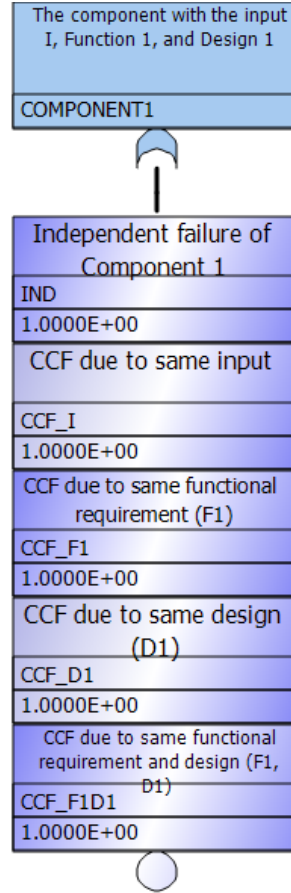 The component with the input
I, Function 1, and Design 1
COMPONENT1
Independent failure of
Component 1
IND
1.0000E+00
CCF due to same input
CCF_I
1.0000E+00
CCF due to same functional
requirement (F1)
CCF_F1
1.0000E+00
CCF due to same design
(D1)
CCF_D1
1.0000E+00
CCF due to same functional
requirement and design (F1,
D1)
CCF_F1D1
1.0000E+00